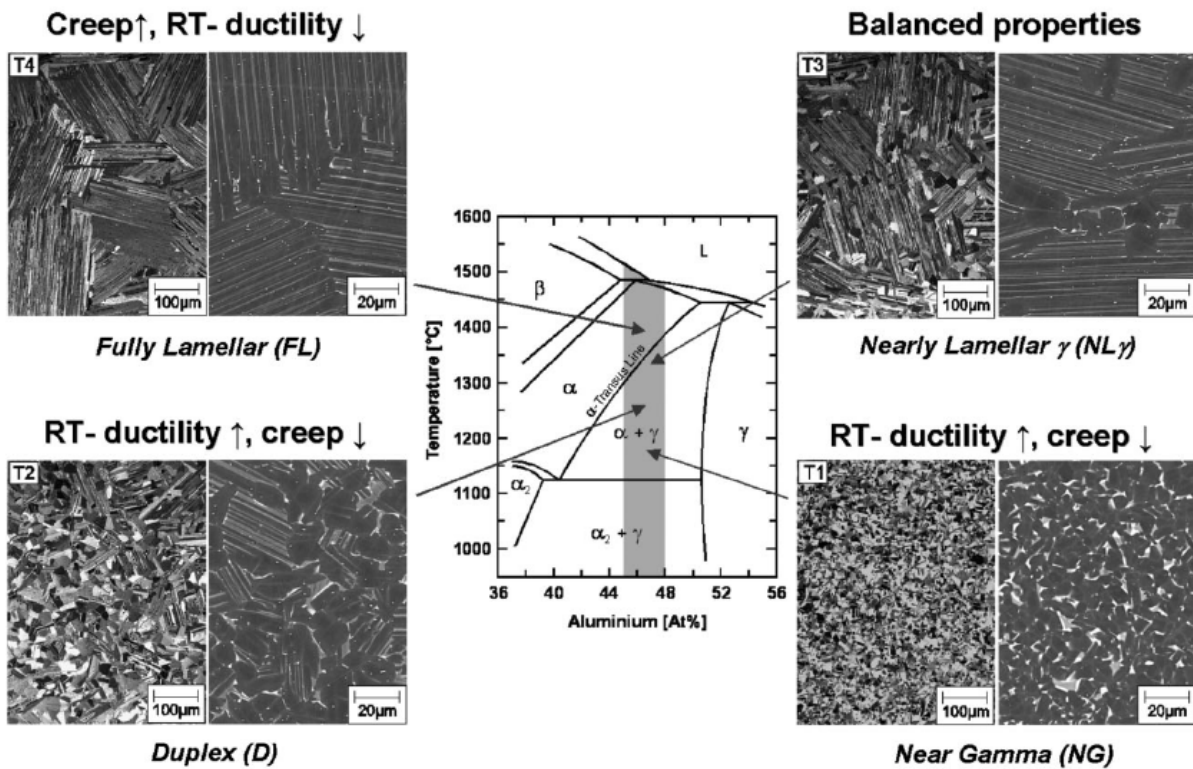 Creep↑, RT- ductility ↓
T4
100µm
20µm
Fully Lamellar (FL)
Balanced properties
T3
100µm
20µm
Nearly Lamellar γ (NLγ)
RT- ductility ↑, creep ↓
T2
100µm
20µm
Duplex (D)
1600
1500
1400
1300
1200
1100
1000
Temperature [°C]
L
β
α
α-Transus Line
α + γ
γ
α₂
α₂ + γ
36 40 44 48 52 56
Aluminium [At%]
RT- ductility ↑, creep ↓
T1
100µm
20µm
Near Gamma (NG)